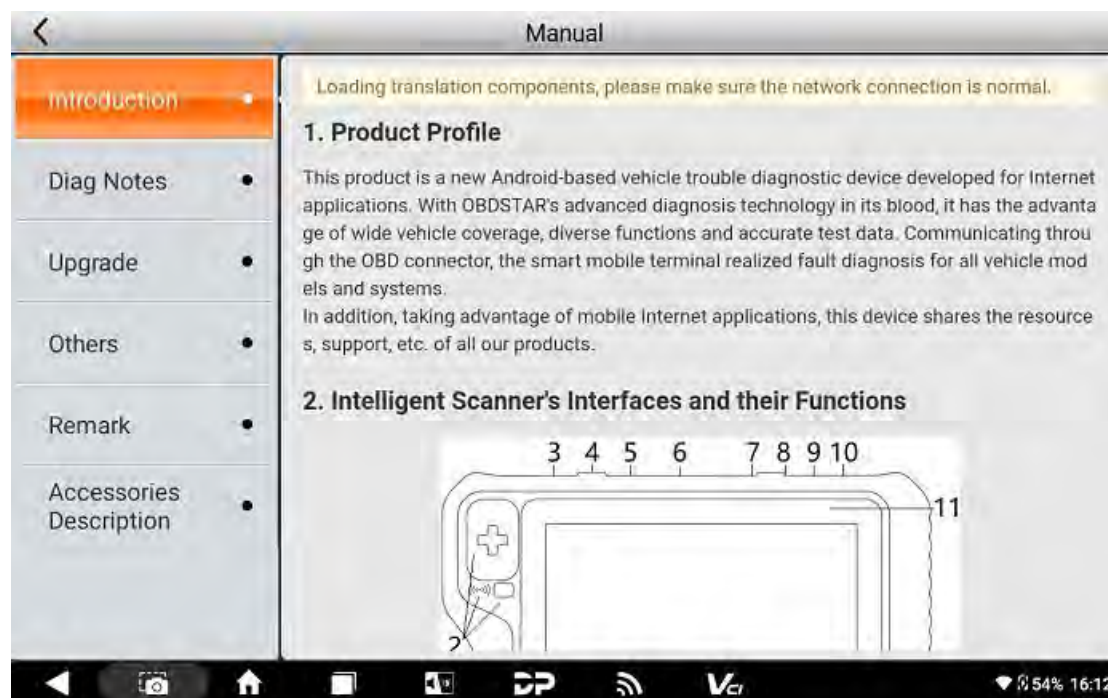 Manual
Introduction
Diag Notes
Upgrade
Others
Remark
Accessories
Description
Loading translation components, please make sure the network connection is normal.
1. Product Profile
This product is a new Android-based vehicle trouble diagnostic device developed for Internet
applications. With OBDSTAR's advanced diagnosis technology in its blood, it has the advanta
ge of wide vehicle coverage, diverse functions and accurate test data. Communicating throu
gh the OBD connector, the smart mobile terminal realized fault diagnosis for all vehicle mod
els and systems.
In addition, taking advantage of mobile Internet applications, this device shares the resource
s, support, etc. of all our products.
2. Intelligent Scanner's Interfaces and their Functions
3 4 5 6 7 8 9 10
11
2
DP VCI 54% 16:12